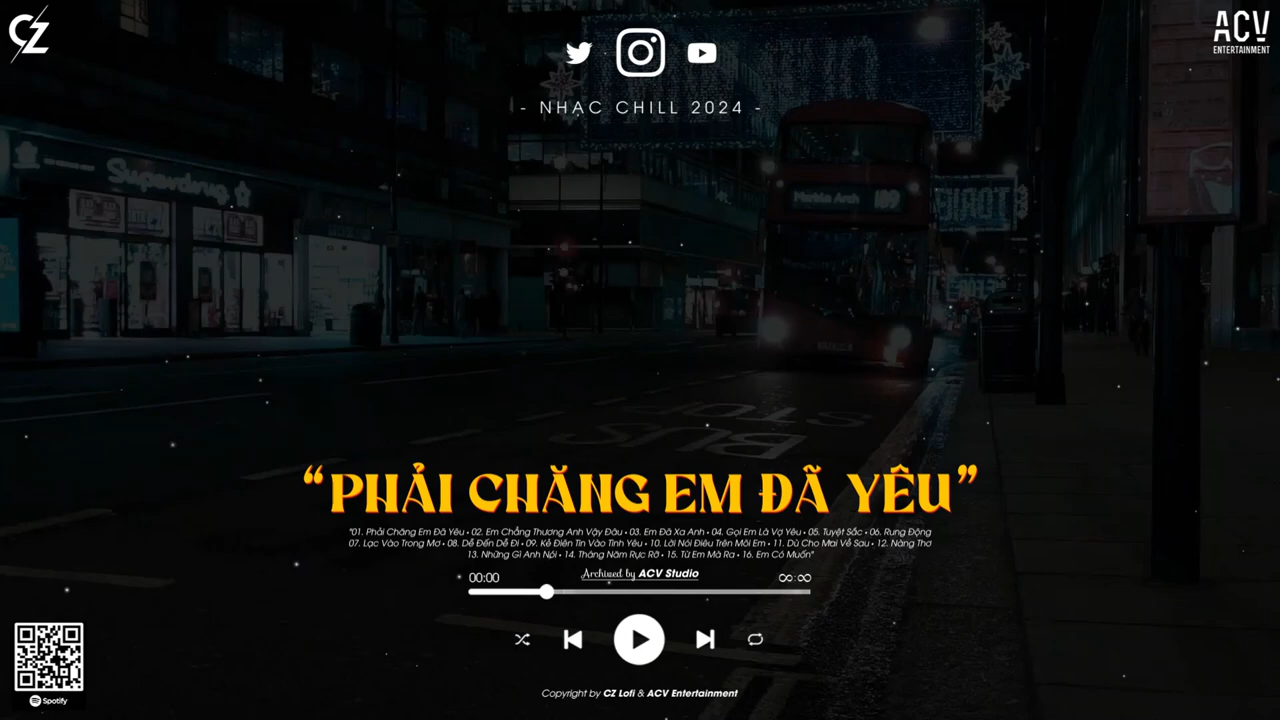 CZ
ACV
ENTERTAINMENT
- NHẠC CHILL 2024 -
Superdrug
Marble Arch 189
BUS
STOP
“PHẢI CHĂNG EM ĐÃ YÊU”
"01. Phải Chăng Em Đã Yêu • 02. Em Chẳng Thương Anh Vậy Đâu • 03. Em Đã Xa Anh • 04. Gọi Em Là Vợ Yêu • 05. Tuyệt Sắc • 06. Rung Động
07. Lạc Vào Trong Mơ • 08. Dễ Đến Dễ Đi • 09. Kẻ Điên Tin Vào Tình Yêu • 10. Lời Nói Điêu Trên Môi Em • 11. Dù Cho Mai Về Sau • 12. Nàng Thơ
13. Những Gì Anh Nói • 14. Tháng Năm Rực Rỡ • 15. Từ Em Mà Ra • 16. Em Có Muốn"
Archived by ACV Studio
00:00
∞:∞
Spotify
Copyright by CZ Lofi & ACV Entertainment